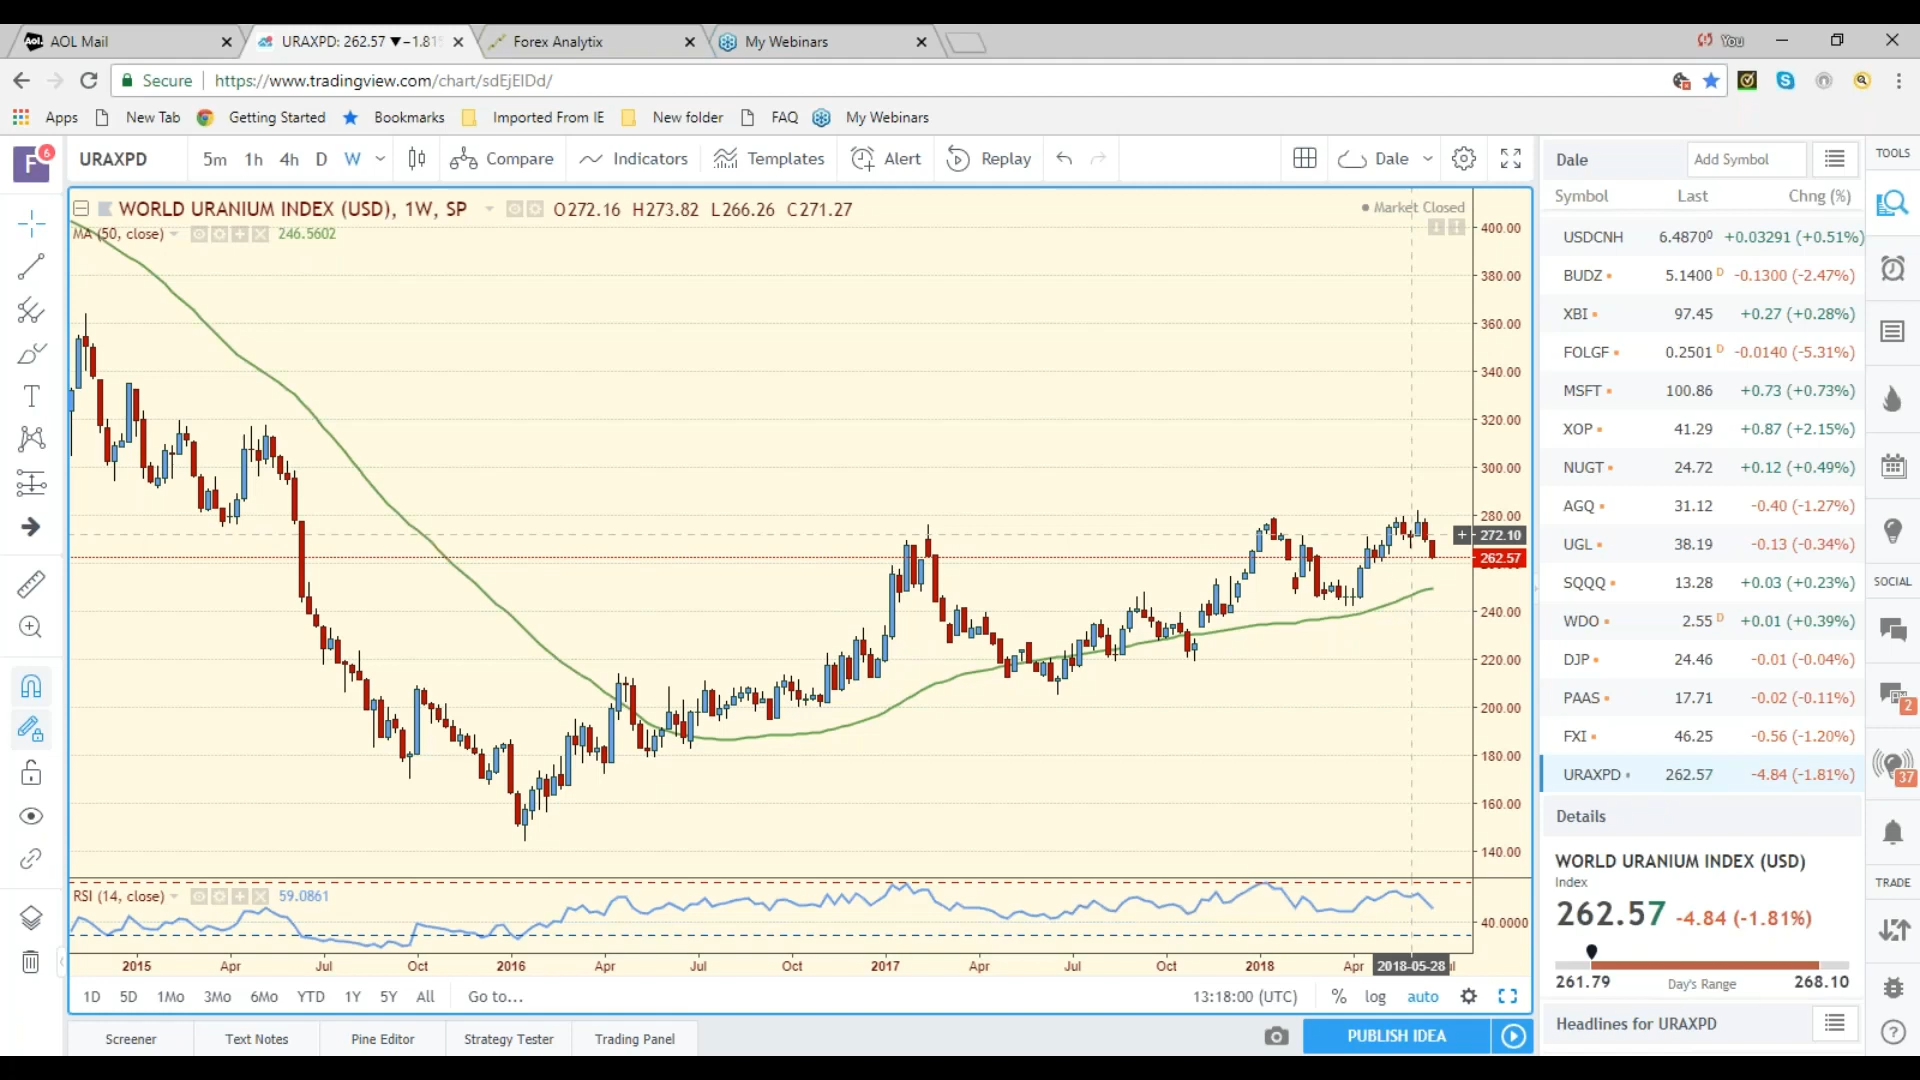 AOL Mail
URAXPD: 262.57 ▼−1.81
Forex Analytix
My Webinars
You
Secure https://www.tradingview.com/chart/sdEjEIDd/
Apps New Tab Getting Started Bookmarks Imported From IE New folder FAQ My Webinars
F 6
URAXPD 5m 1h 4h D W Compare Indicators Templates Alert Replay Dale
WORLD URANIUM INDEX (USD), 1W, SP O272.16 H273.82 L266.26 C271.27
MA (50, close) 246.5602
Market Closed
400.00
380.00
360.00
340.00
320.00
300.00
280.00
272.10
262.57
240.00
220.00
200.00
180.00
160.00
140.00
RSI (14, close) 59.0861
40.0000
2015 Apr Jul Oct 2016 Apr Jul Oct 2017 Apr Jul Oct 2018 Apr 2018-05-28
1D 5D 1Mo 3Mo 6Mo YTD 1Y 5Y All Go to... 13:18:00 (UTC) % log auto
Screener Text Notes Pine Editor Strategy Tester Trading Panel PUBLISH IDEA
Dale Add Symbol
Symbol Last Chng (%)
USDCNH 6.4870⁰ +0.03291 (+0.51%)
BUDZ 5.1400 D -0.1300 (-2.47%)
XBI 97.45 +0.27 (+0.28%)
FOLGF 0.2501 D -0.0140 (-5.31%)
MSFT 100.86 +0.73 (+0.73%)
XOP 41.29 +0.87 (+2.15%)
NUGT 24.72 +0.12 (+0.49%)
AGQ 31.12 -0.40 (-1.27%)
UGL 38.19 -0.13 (-0.34%)
SQQQ 13.28 +0.03 (+0.23%)
WDO 2.55 D +0.01 (+0.39%)
DJP 24.46 -0.01 (-0.04%)
PAAS 17.71 -0.02 (-0.11%)
FXI 46.25 -0.56 (-1.20%)
URAXPD 262.57 -4.84 (-1.81%)
Details
WORLD URANIUM INDEX (USD)
Index
262.57 -4.84 (-1.81%)
261.79 Day's Range 268.10
Headlines for URAXPD
TOOLS
SOCIAL
2
37
TRADE